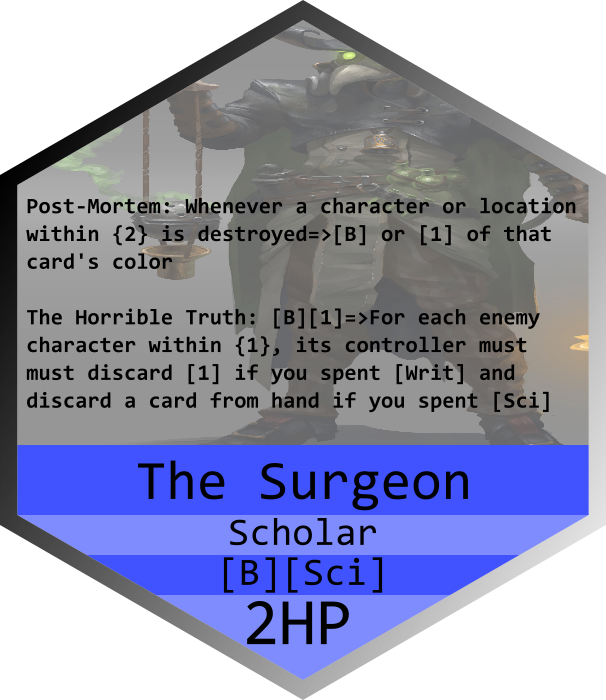 Post-Mortem: Whenever a character or location
within {2} is destroyed=>[B] or [1] of that
card's color
The Horrible Truth: [B][1]=>For each enemy
character within {1}, its controller must
must discard [1] if you spent [Writ] and
discard a card from hand if you spent [Sci]
The Surgeon
Scholar
[B][Sci]
2HP